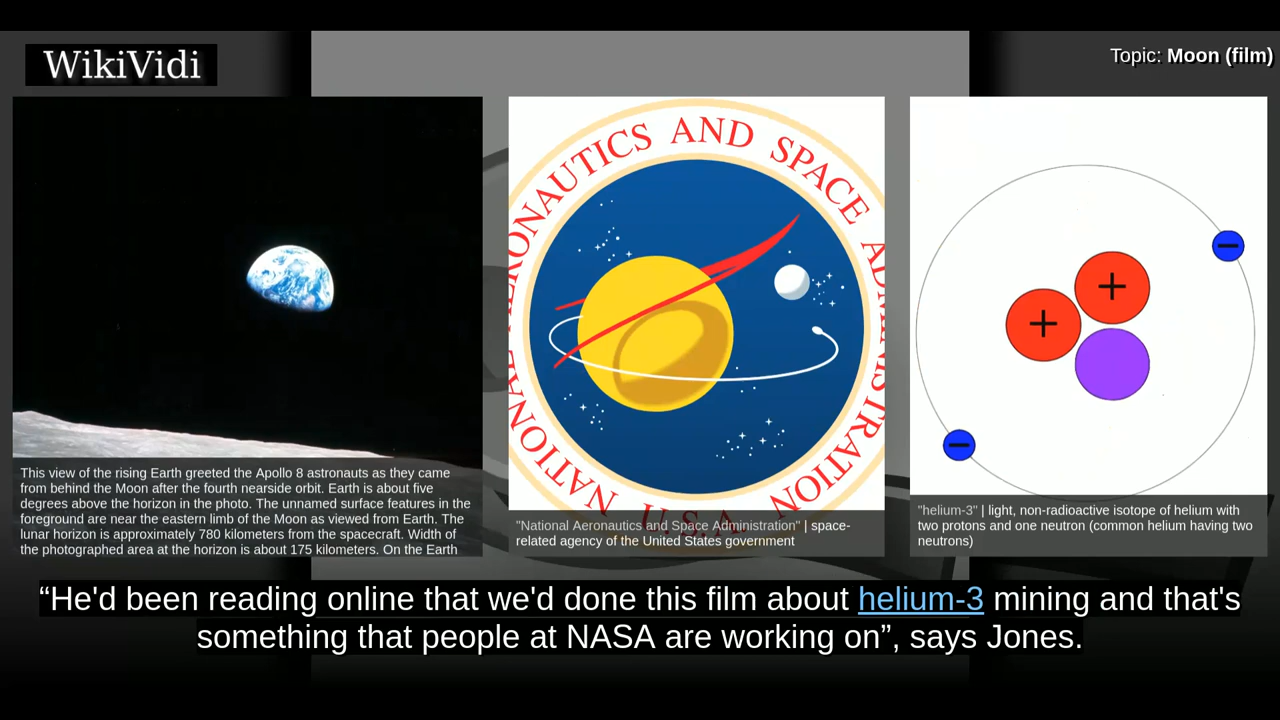 WikiVidi
Topic: Moon (film)
This view of the rising Earth greeted the Apollo 8 astronauts as they came
from behind the Moon after the fourth nearside orbit. Earth is about five
degrees above the horizon in the photo. The unnamed surface features in the
foreground are near the eastern limb of the Moon as viewed from Earth. The
lunar horizon is approximately 780 kilometers from the spacecraft. Width of
the photographed area at the horizon is about 175 kilometers. On the Earth
NATIONAL AERONAUTICS AND SPACE ADMINISTRATION
U.S.A.
"National Aeronautics and Space Administration" | space-
related agency of the United States government
+
+
−
−
"helium-3" | light, non-radioactive isotope of helium with
two protons and one neutron (common helium having two
neutrons)
“He'd been reading online that we'd done this film about helium-3 mining and that's
something that people at NASA are working on”, says Jones.